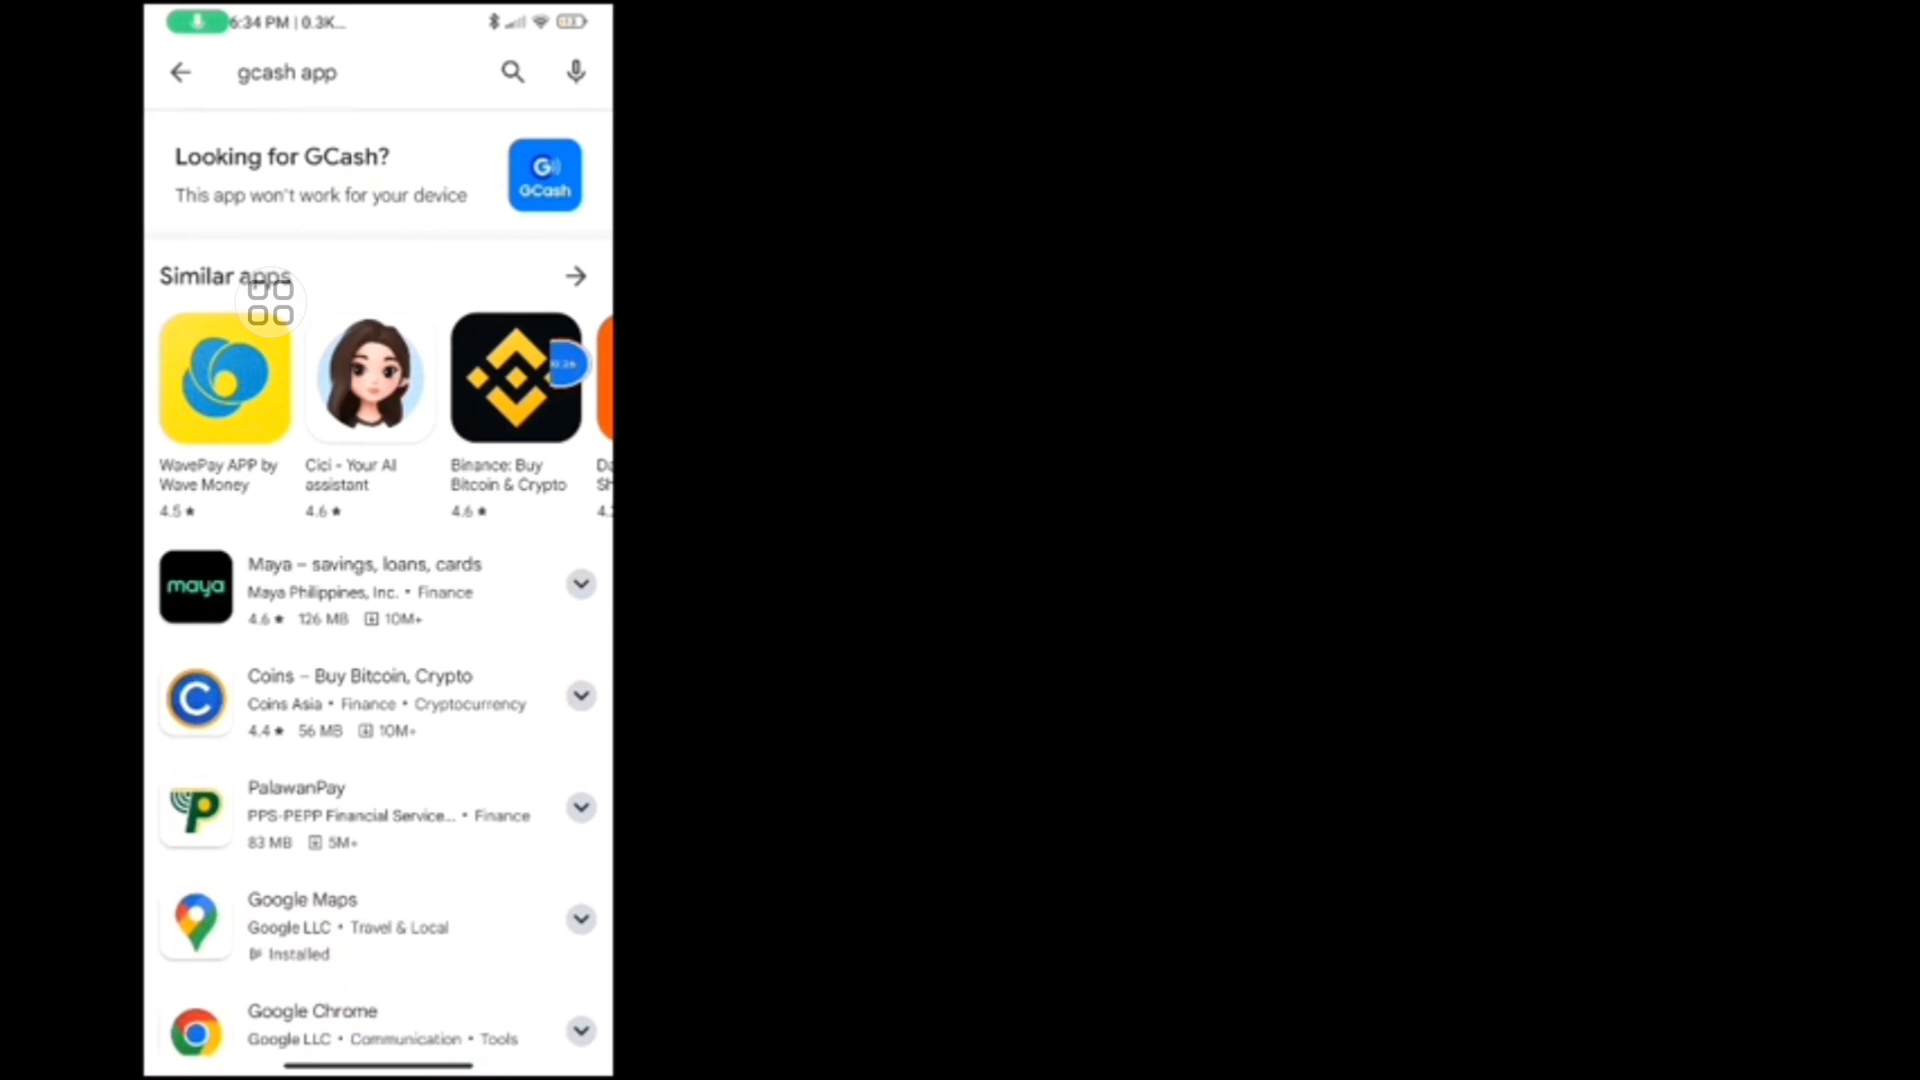 6:34 PM | 0.3K...
gcash app
Looking for GCash?
This app won't work for your device
G
GCash
Similar apps
WavePay APP by
Wave Money
4.5 ★
Cici - Your AI
assistant
4.6 ★
Binance: Buy
Bitcoin & Crypto
4.6 ★
maya
Maya – savings, loans, cards
Maya Philippines, Inc. • Finance
4.6 ★ 126 MB 10M+
Coins – Buy Bitcoin, Crypto
Coins Asia • Finance • Cryptocurrency
4.4 ★ 56 MB 10M+
PalawanPay
PPS-PEPP Financial Service... • Finance
83 MB 5M+
Google Maps
Google LLC • Travel & Local
Installed
Google Chrome
Google LLC • Communication • Tools